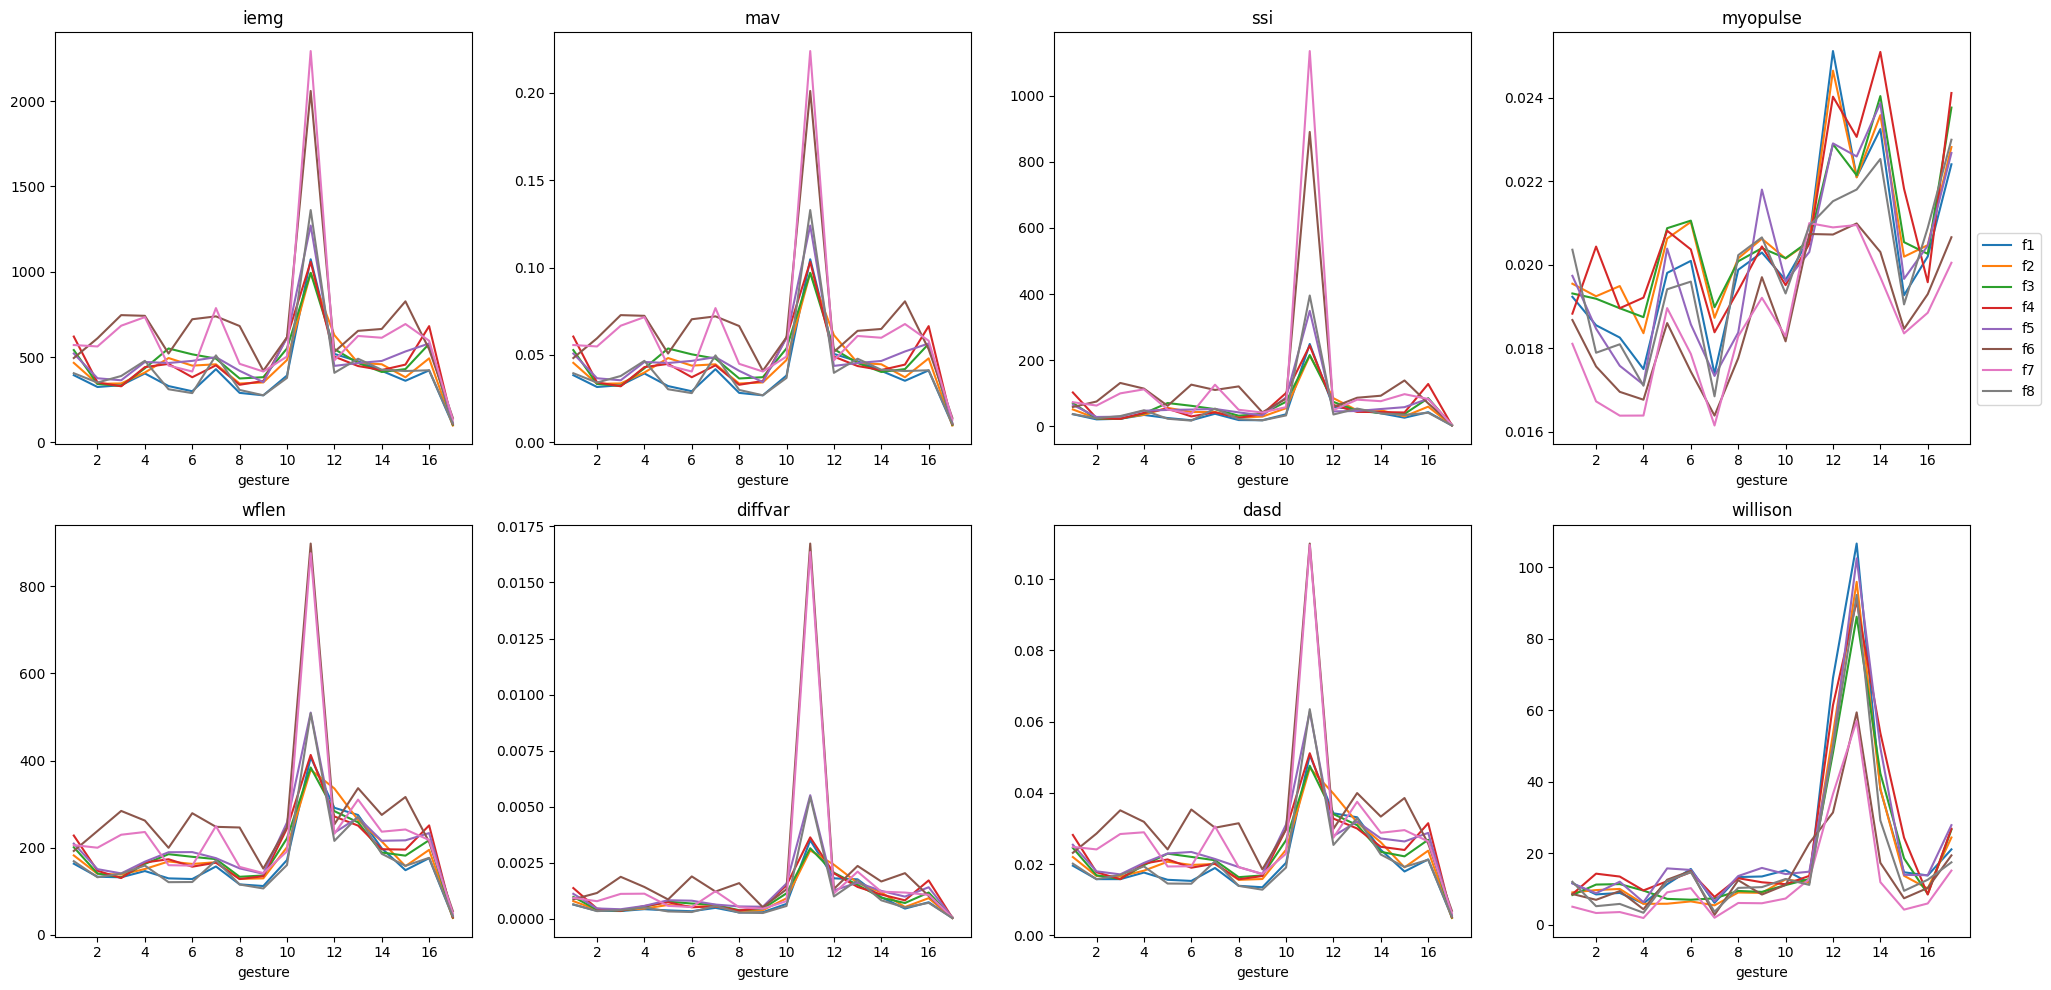 iemg
mav
ssi
myopulse
2000
1500
1000
500
0
2 4 6 8 10 12 14 16
gesture
0.20
0.15
0.10
0.05
0.00
2 4 6 8 10 12 14 16
gesture
1000
800
600
400
200
0
2 4 6 8 10 12 14 16
gesture
0.024
0.022
0.020
0.018
0.016
2 4 6 8 10 12 14 16
gesture
f1
f2
f3
f4
f5
f6
f7
f8
wflen
diffvar
dasd
willison
800
600
400
200
0
2 4 6 8 10 12 14 16
gesture
0.0175
0.0150
0.0125
0.0100
0.0075
0.0050
0.0025
0.0000
2 4 6 8 10 12 14 16
gesture
0.10
0.08
0.06
0.04
0.02
0.00
2 4 6 8 10 12 14 16
gesture
100
80
60
40
20
0
2 4 6 8 10 12 14 16
gesture